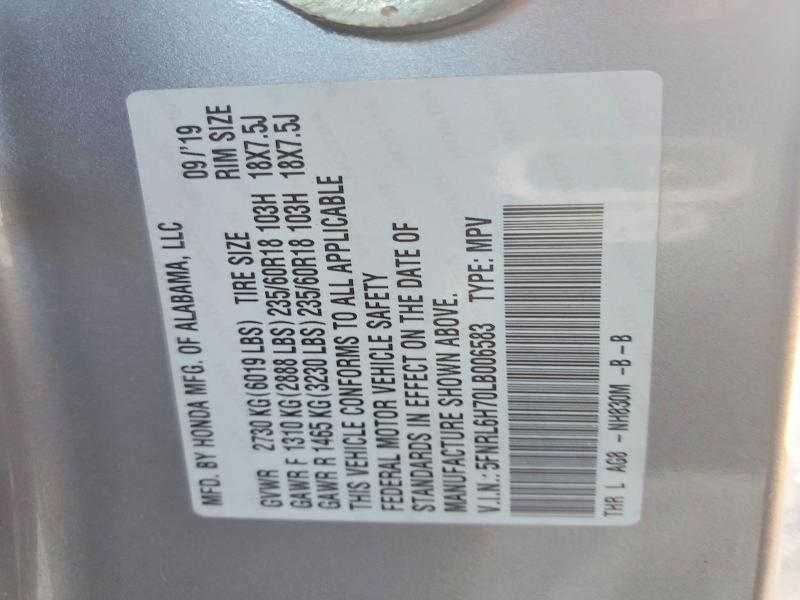 MFD. BY HONDA MFG. OF ALABAMA, LLC 09/'19
GVWR 2730 KG (6019 LBS) TIRE SIZE RIM SIZE
GAWR F 1310 KG (2888 LBS) 235/60R18 103H 18X7.5J
GAWR R 1465 KG (3230 LBS) 235/60R18 103H 18X7.5J
THIS VEHICLE CONFORMS TO ALL APPLICABLE
FEDERAL MOTOR VEHICLE SAFETY
STANDARDS IN EFFECT ON THE DATE OF
MANUFACTURE SHOWN ABOVE.
V.I.N.: 5FNRL6H70LB006583 TYPE: MPV
THR L AG8 - NH830M -B-B